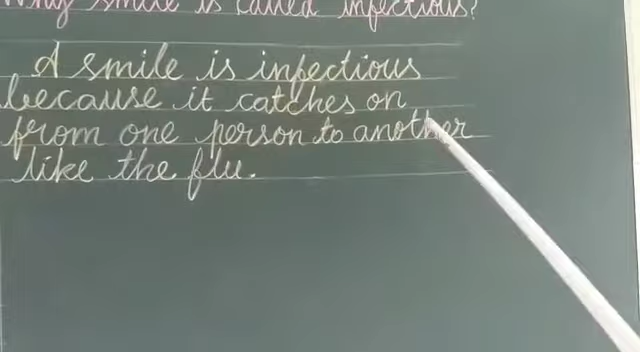 Why smile is called infectious?
A smile is infectious
because it catches on
from one person to another
like the flu.